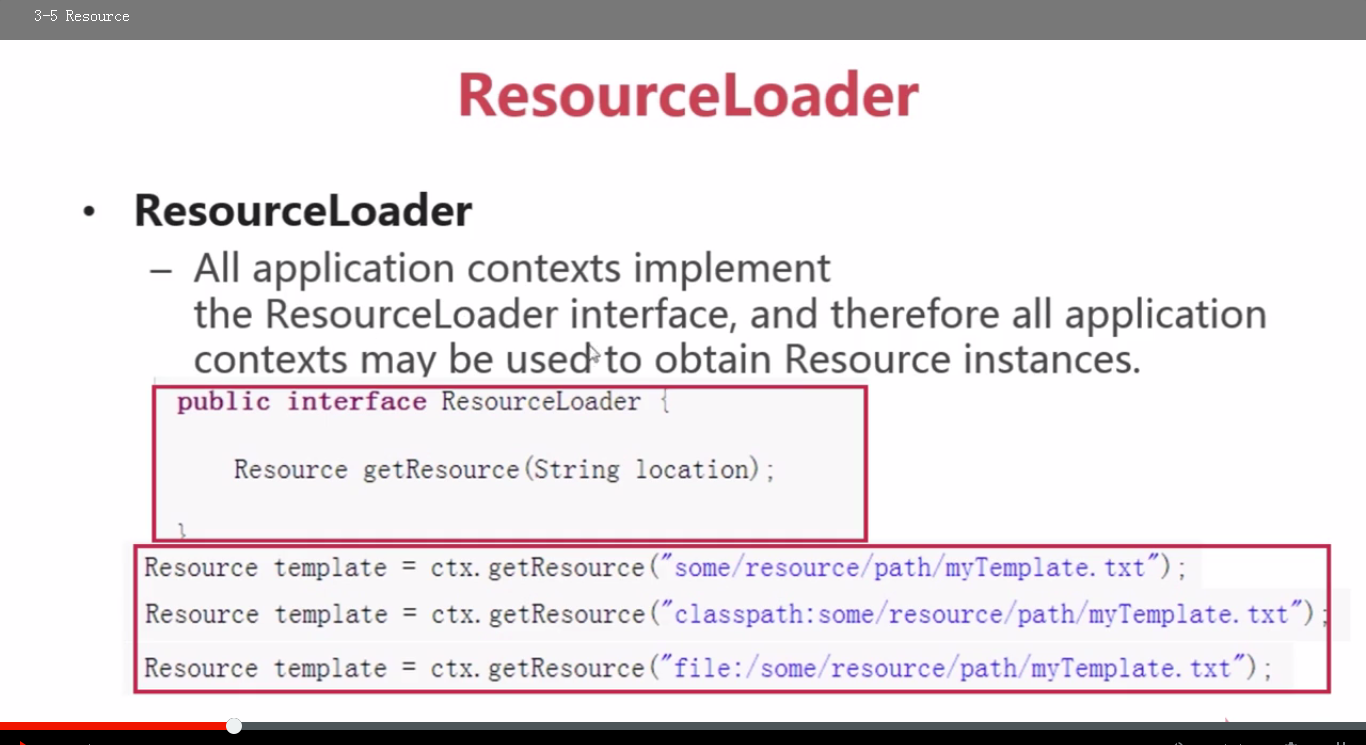 3-5 Resource
ResourceLoader
• ResourceLoader
– All application contexts implement
the ResourceLoader interface, and therefore all application
contexts may be used to obtain Resource instances.
public interface ResourceLoader {
Resource getResource(String location);
}
Resource template = ctx.getResource("some/resource/path/myTemplate.txt");
Resource template = ctx.getResource("classpath:some/resource/path/myTemplate.txt");
Resource template = ctx.getResource("file:/some/resource/path/myTemplate.txt");